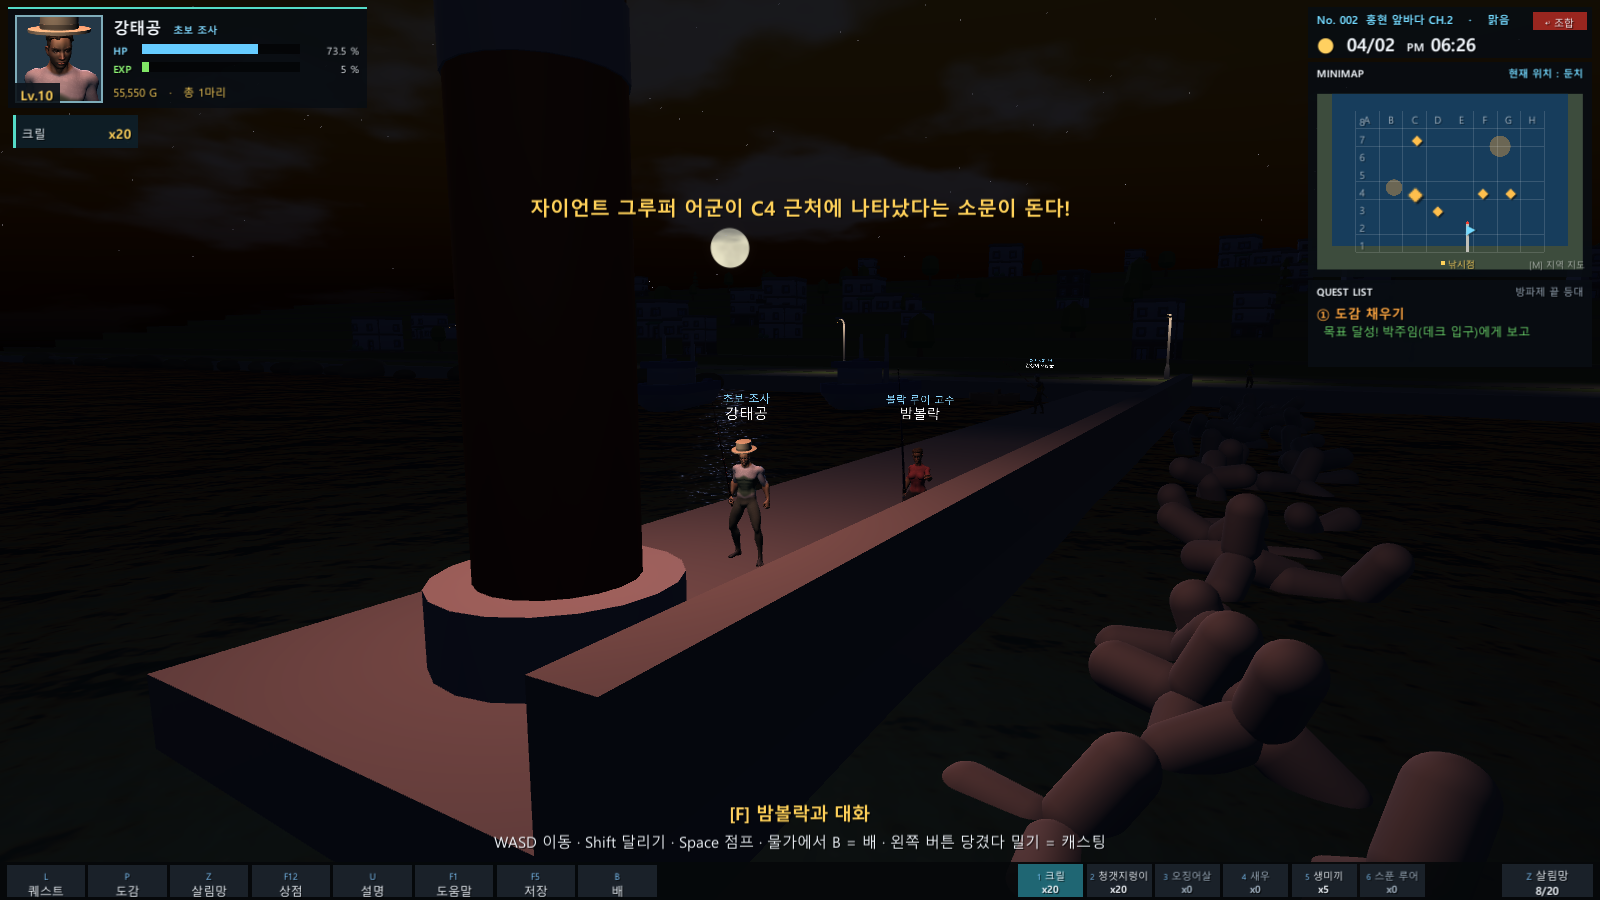 강태공 초보 조사
HP 73.5 %
EXP 5 %
Lv.10
55,550 G · 총 1마리
크릴 x20
No. 002 홍현 앞바다 CH.2 · 맑음
조합
04/02 PM 06:26
MINIMAP 현재 위치 : 둔치
A B C D E F G H
8
7
6
5
4
3
2
1
낚시점
[M] 지역 지도
QUEST LIST 방파제 끝 등대
① 도감 채우기
목표 달성! 박주임(데크 입구)에게 보고
자이언트 그루퍼 어군이 C4 근처에 나타났다는 소문이 돈다!
초보 조사
강태공
볼락 루어 고수
밤볼락
[F] 밤볼락과 대화
WASD 이동 · Shift 달리기 · Space 점프 · 물가에서 B = 배 · 왼쪽 버튼 당겼다 밀기 = 캐스팅
L 퀘스트
P 도감
Z 살림망
F12 상점
U 설명
F1 도움말
F5 저장
B 배
1 크릴 x20
2 청갯지렁이 x20
3 오징어살 x0
4 새우 x0
5 생미끼 x5
6 스푼 루어 x0
Z 살림망 8/20